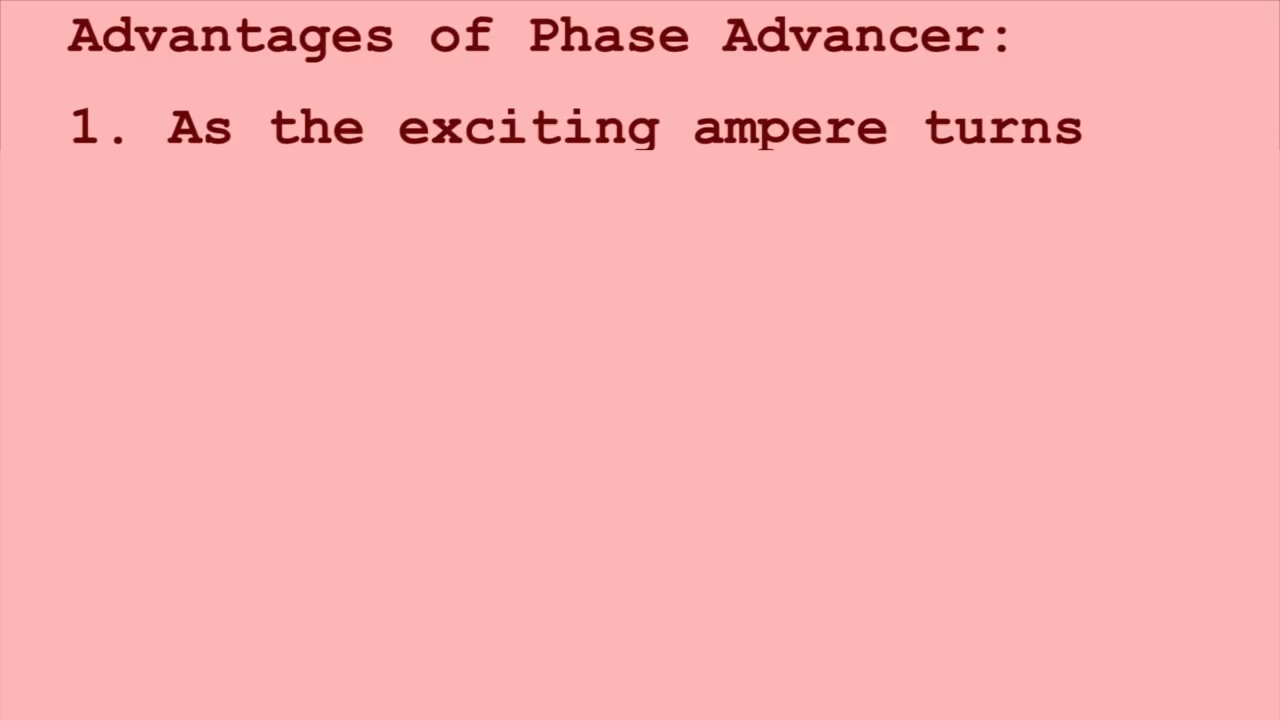 Advantages of Phase Advancer:
1. As the exciting ampere turns